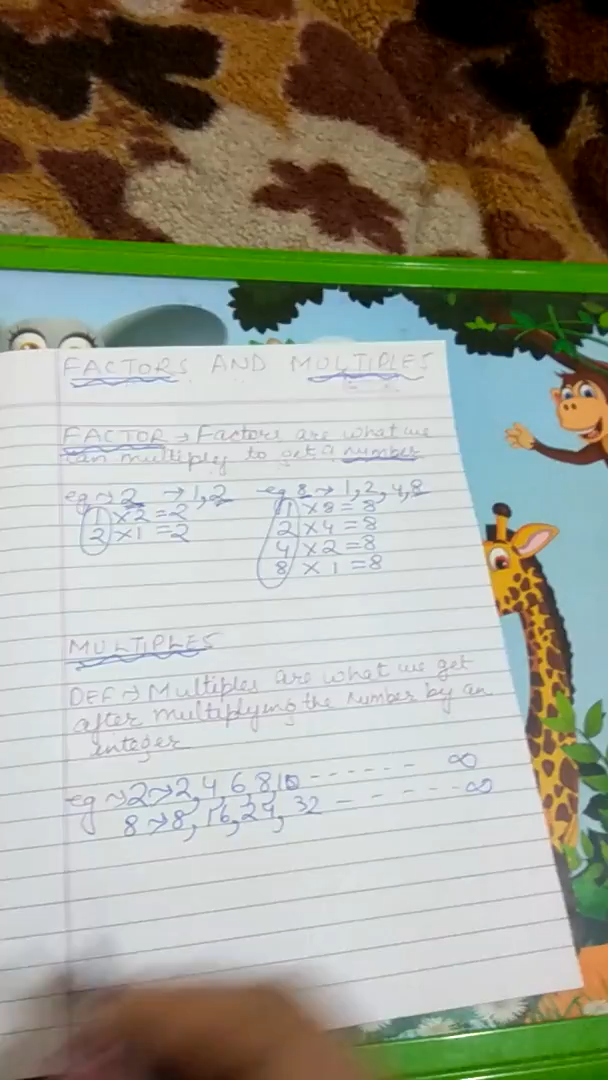 FACTORS AND MULTIPLES
FACTOR → Factors are what we
can multiply to get a number
eg → 2 → 1, 2
1 x 2 = 2
2 x 1 = 2
eg 8 → 1, 2, 4, 8
1 x 8 = 8
2 x 4 = 8
4 x 2 = 8
8 x 1 = 8
MULTIPLES
DEF → Multiples are what we get
after multiplying the number by an
integer
eg → 2 → 2, 4, 6, 8, 10 ------ ∞
8 → 8, 16, 24, 32 ------ ∞